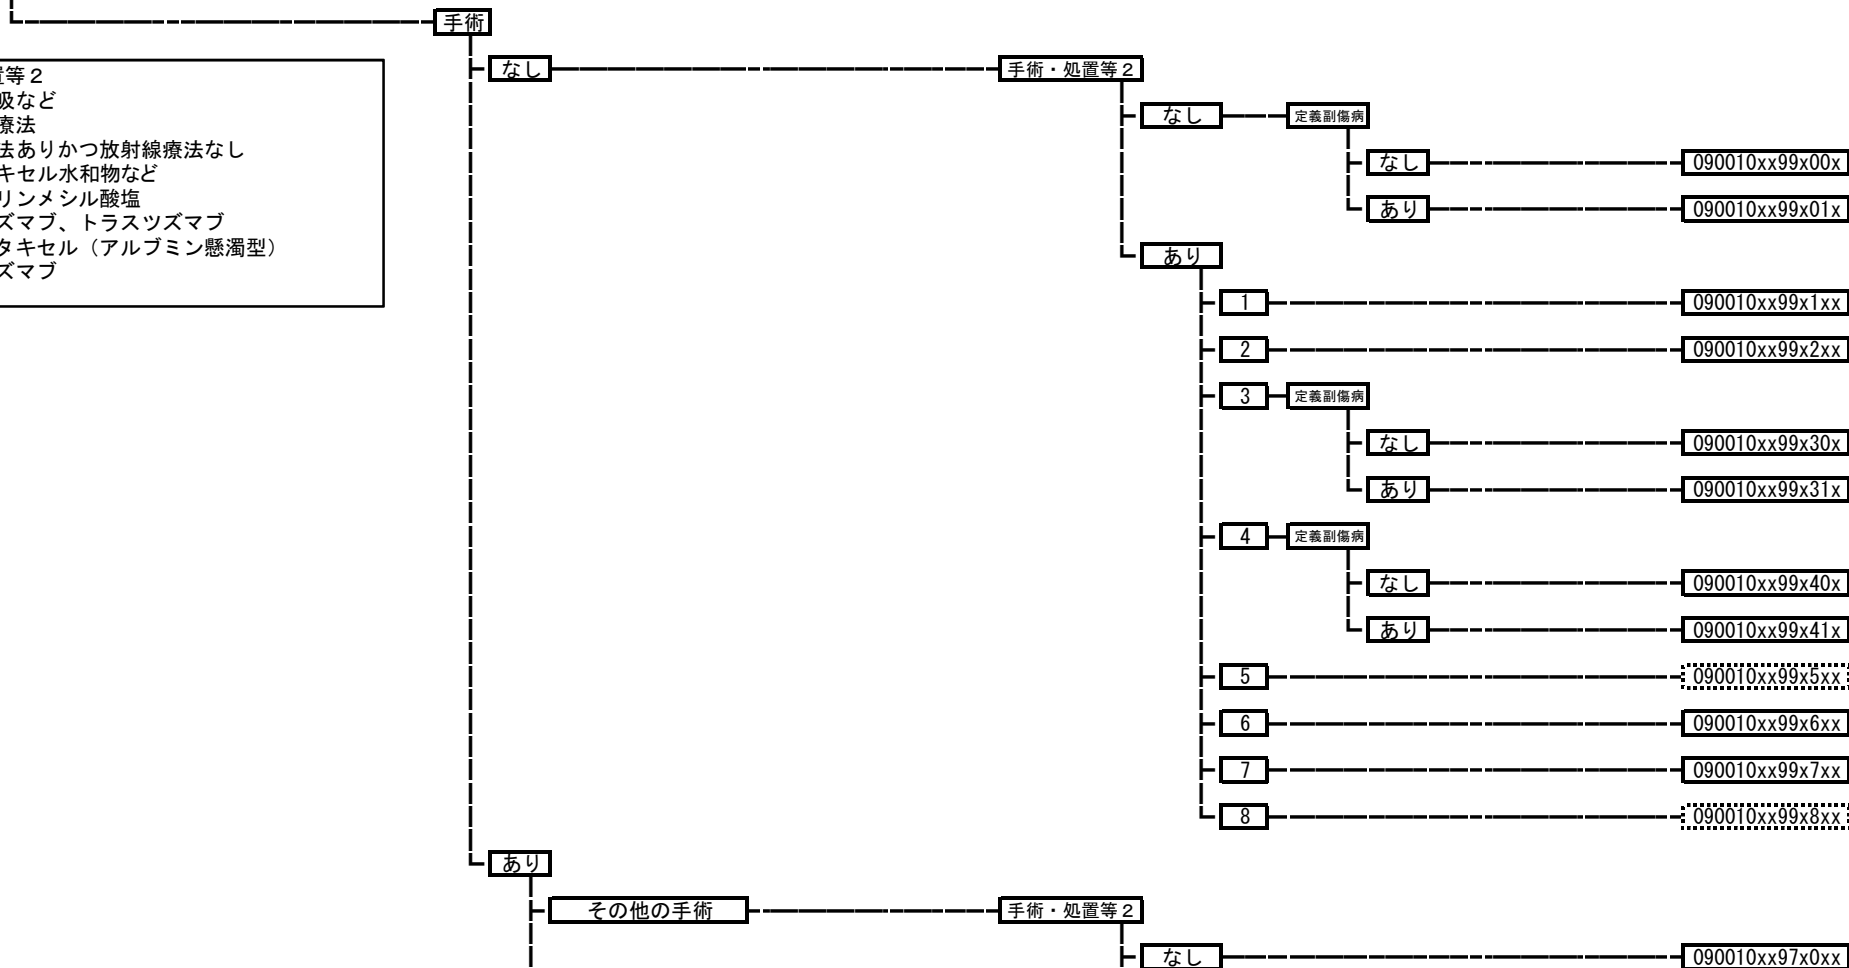 手術
なし 手術・処置等２
置等２
吸など
なし 定義副傷病
療法
法ありかつ放射線療法なし
なし 090010xx99x00x
キセル水和物など
リンメシル酸塩
あり 090010xx99x01x
ズマブ、トラスツズマブ
タキセル（アルブミン懸濁型）
ズマブ
あり
1 090010xx99x1xx
2 090010xx99x2xx
3 定義副傷病
なし 090010xx99x30x
あり 090010xx99x31x
4 定義副傷病
なし 090010xx99x40x
あり 090010xx99x41x
5 090010xx99x5xx
6 090010xx99x6xx
7 090010xx99x7xx
8 090010xx99x8xx
あり
その他の手術 手術・処置等２
なし 090010xx97x0xx